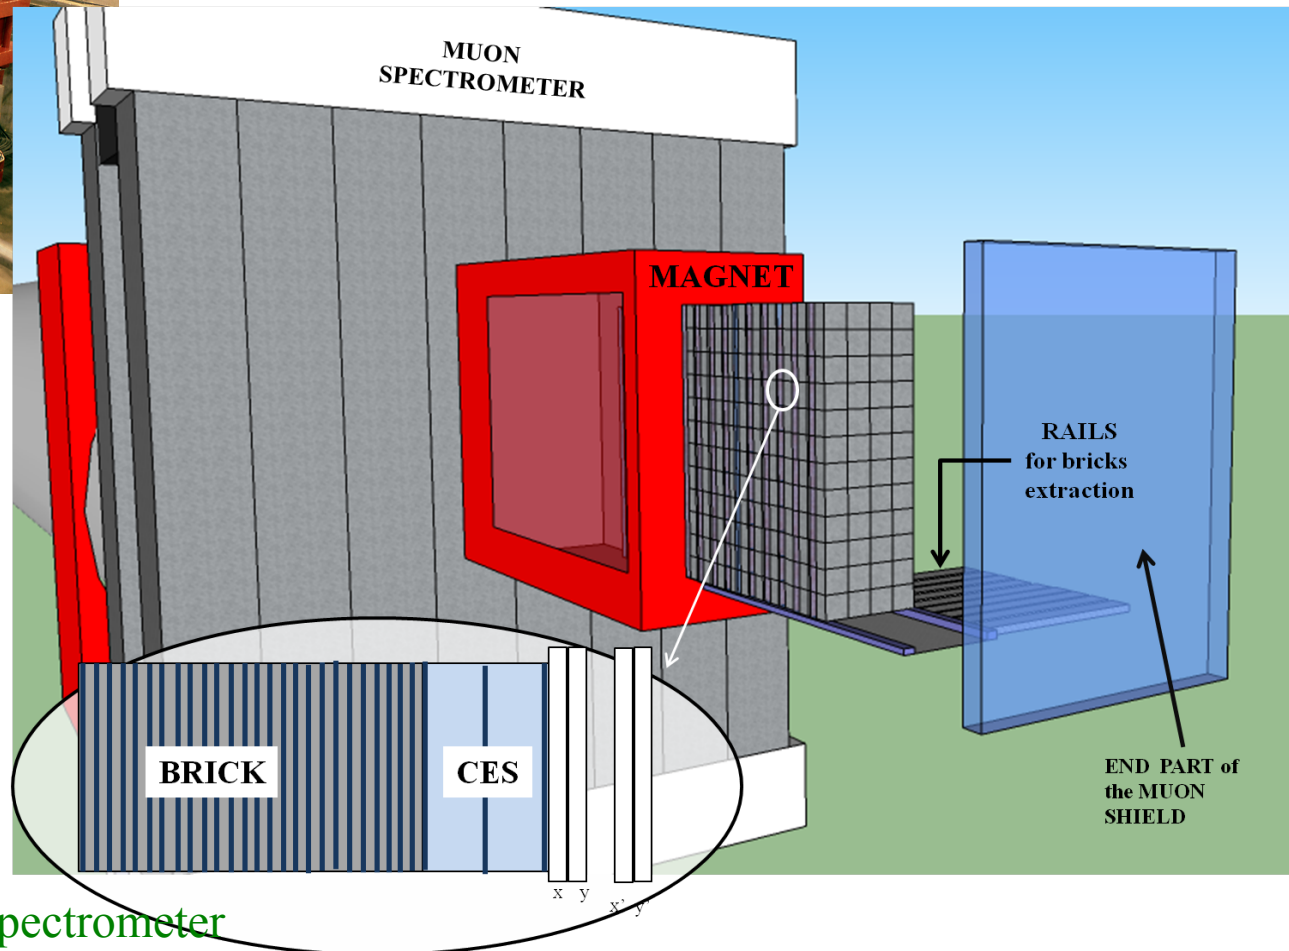 MUON
SPECTROMETER
MAGNET
RAILS
for bricks
extraction
BRICK
CES
END PART of
the MUON
SHIELD
x y
x' y'
pectrometer